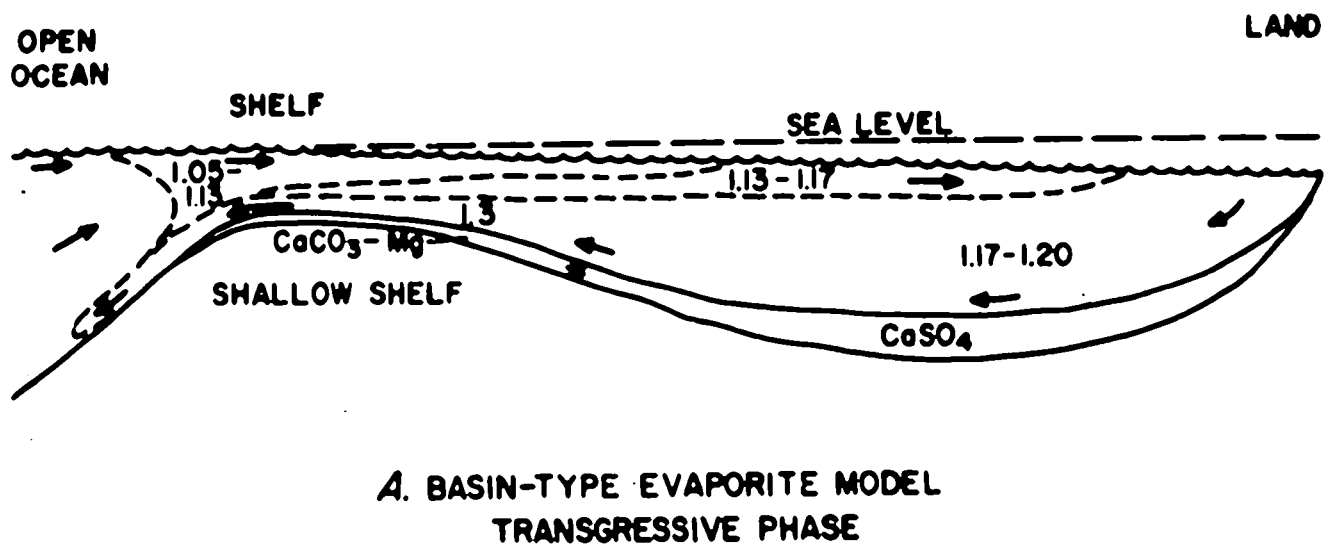 OPEN
OCEAN
LAND
SHELF
SEA LEVEL
1.05-
1.13
1.13-1.17
1.3
CaCO3-Mg
1.17-1.20
SHALLOW SHELF
CaSO4
A. BASIN-TYPE EVAPORITE MODEL
TRANSGRESSIVE PHASE